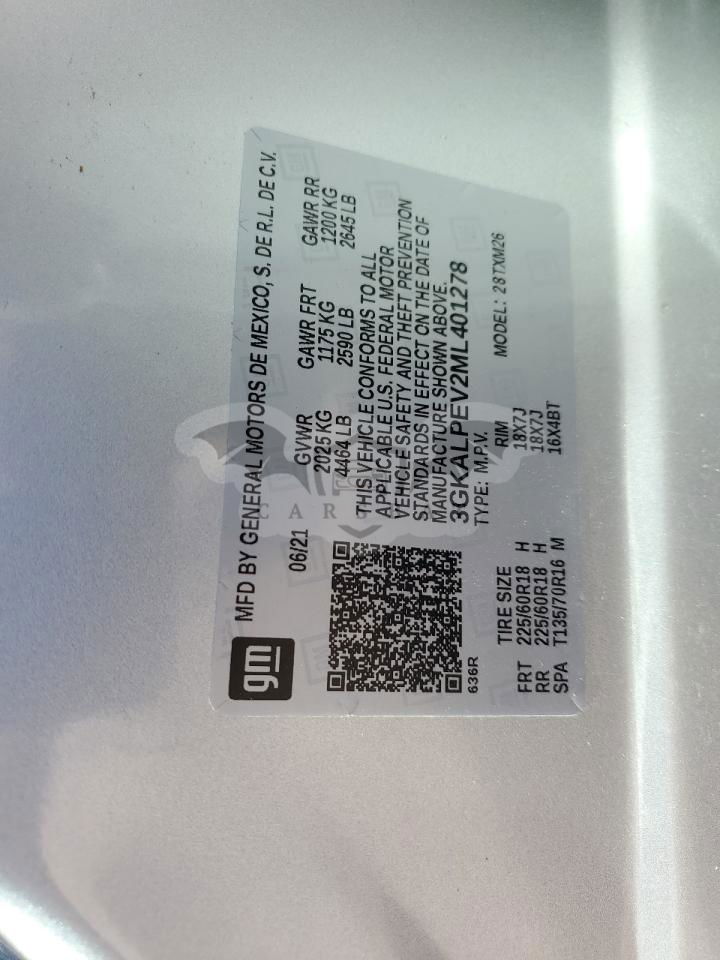 gm
MFD BY GENERAL MOTORS DE MEXICO, S. DE R.L. DE C.V.
06/21 GVWR GAWR FRT GAWR RR
2025 KG 1175 KG 1200 KG
4464 LB 2590 LB 2645 LB
THIS VEHICLE CONFORMS TO ALL
APPLICABLE U.S. FEDERAL MOTOR
VEHICLE SAFETY AND THEFT PREVENTION
STANDARDS IN EFFECT ON THE DATE OF
MANUFACTURE SHOWN ABOVE.
3GKALPEV2ML401278
TYPE: M.P.V.
636R
TIRE SIZE RIM MODEL: 28TXM26
FRT 225/60R18 H 18X7J
RR 225/60R18 H 18X7J
SPA T135/70R16 M 16X4BT
CARS